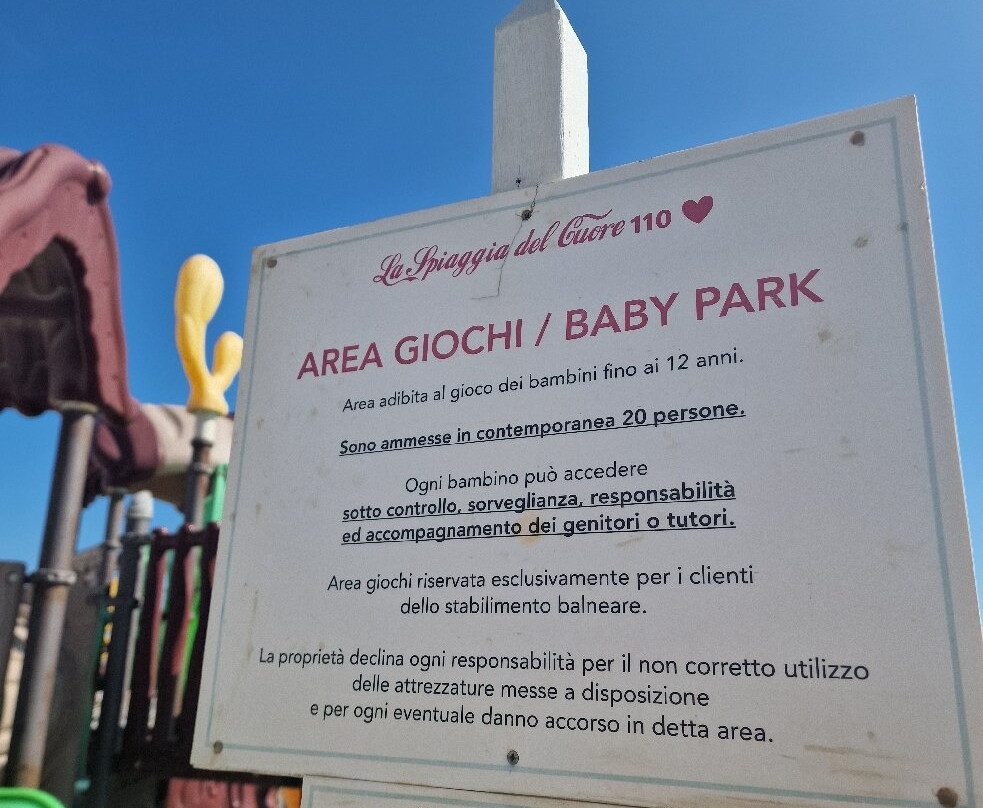 La Spiaggia del Cuore 110
AREA GIOCHI / BABY PARK
Area adibita al gioco dei bambini fino ai 12 anni.
Sono ammesse in contemporanea 20 persone.
Ogni bambino può accedere
sotto controllo, sorveglianza, responsabilità
ed accompagnamento dei genitori o tutori.
Area giochi riservata esclusivamente per i clienti
dello stabilimento balneare.
La proprietà declina ogni responsabilità per il non corretto utilizzo
delle attrezzature messe a disposizione
e per ogni eventuale danno accorso in detta area.